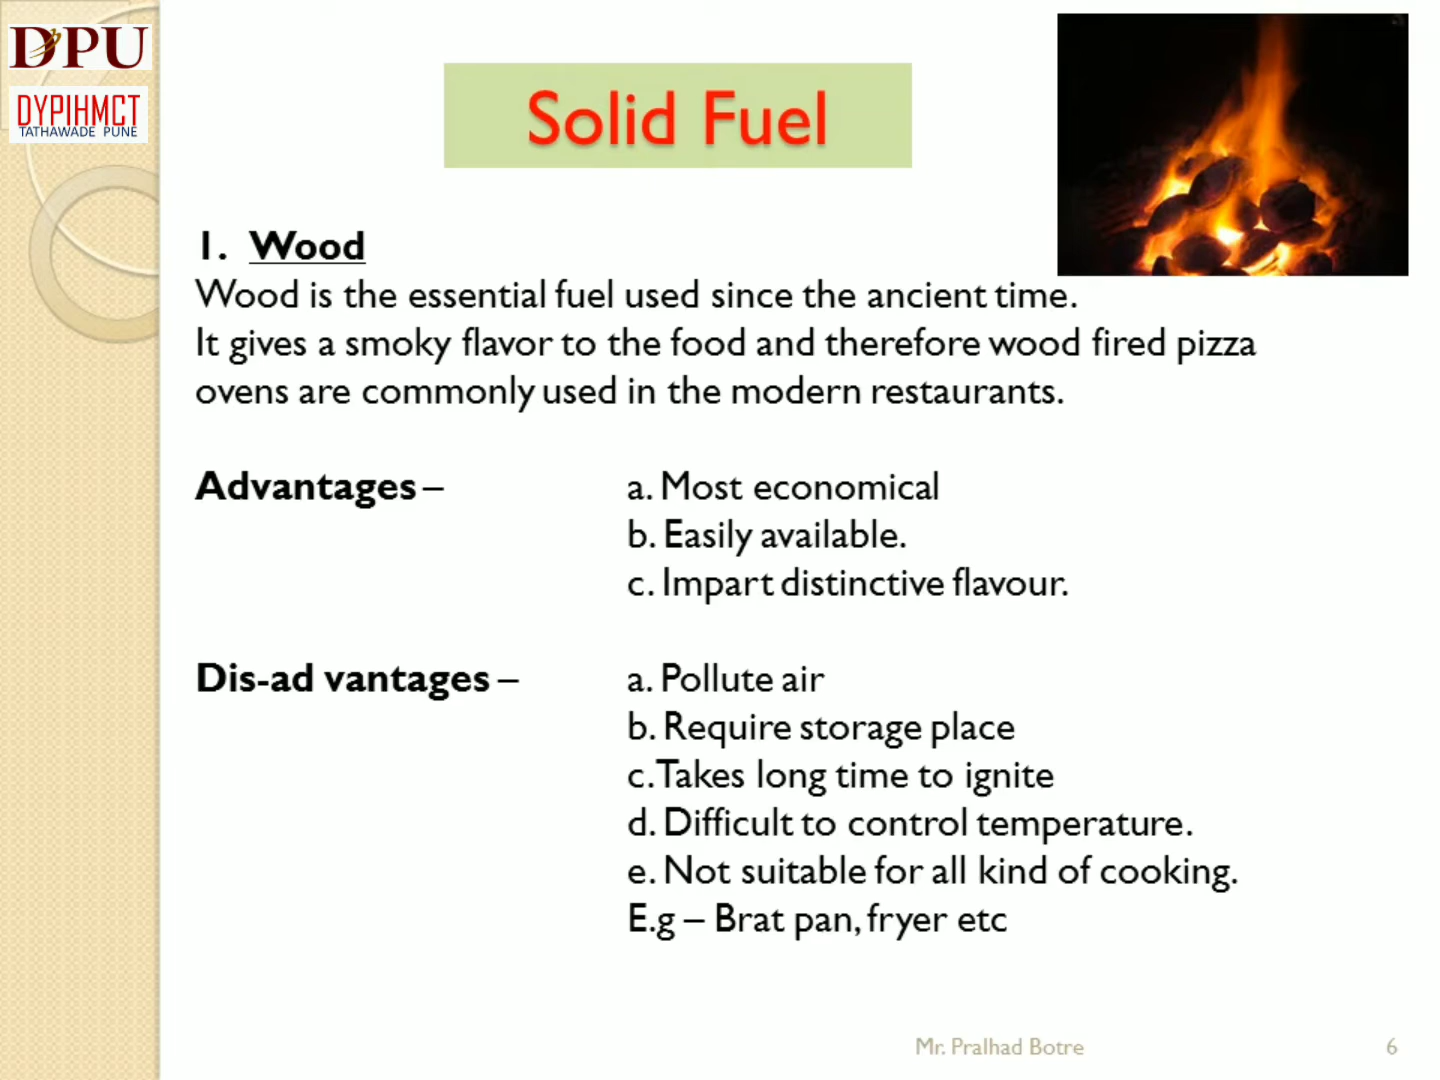 DPU
DYPIHMCT
TATHAWADE PUNE
Solid Fuel
1. Wood
Wood is the essential fuel used since the ancient time.
It gives a smoky flavor to the food and therefore wood fired pizza
ovens are commonly used in the modern restaurants.
Advantages – a. Most economical
b. Easily available.
c. Impart distinctive flavour.
Dis-ad vantages – a. Pollute air
b. Require storage place
c. Takes long time to ignite
d. Difficult to control temperature.
e. Not suitable for all kind of cooking.
E.g – Brat pan, fryer etc
Mr. Pralhad Botre 6